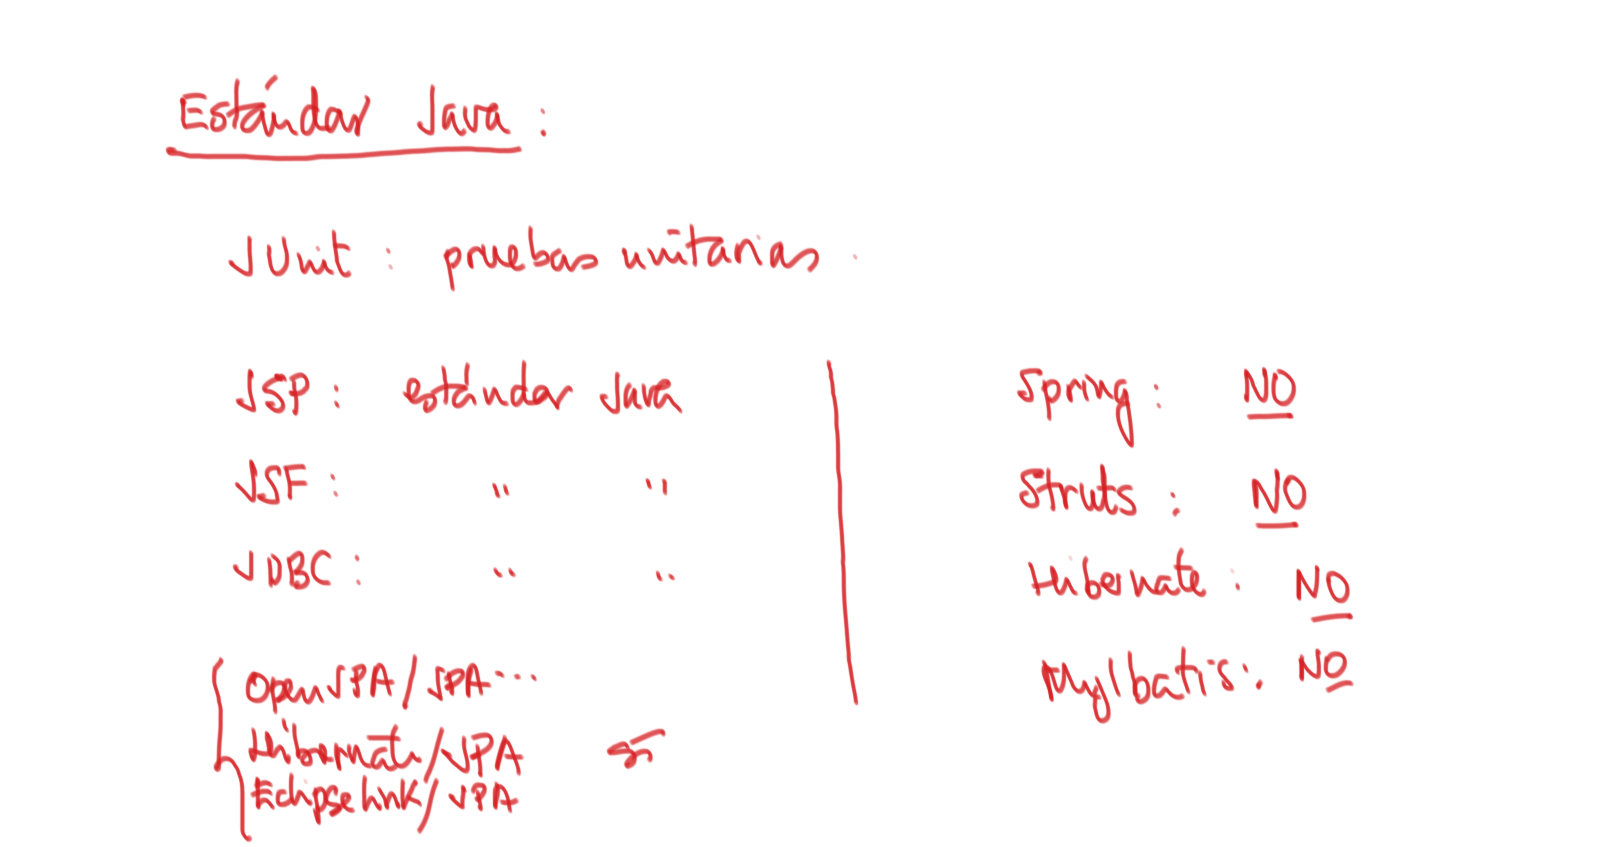 Estándar Java:
JUnit: pruebas unitarias.
JSP: estándar Java
JSF: " "
JDBC: " "
OpenJPA/JPA...
Hibernate/JPA sí
Eclipselink/JPA
Spring: NO
Struts: NO
Hibernate: NO
MyIbatis: NO